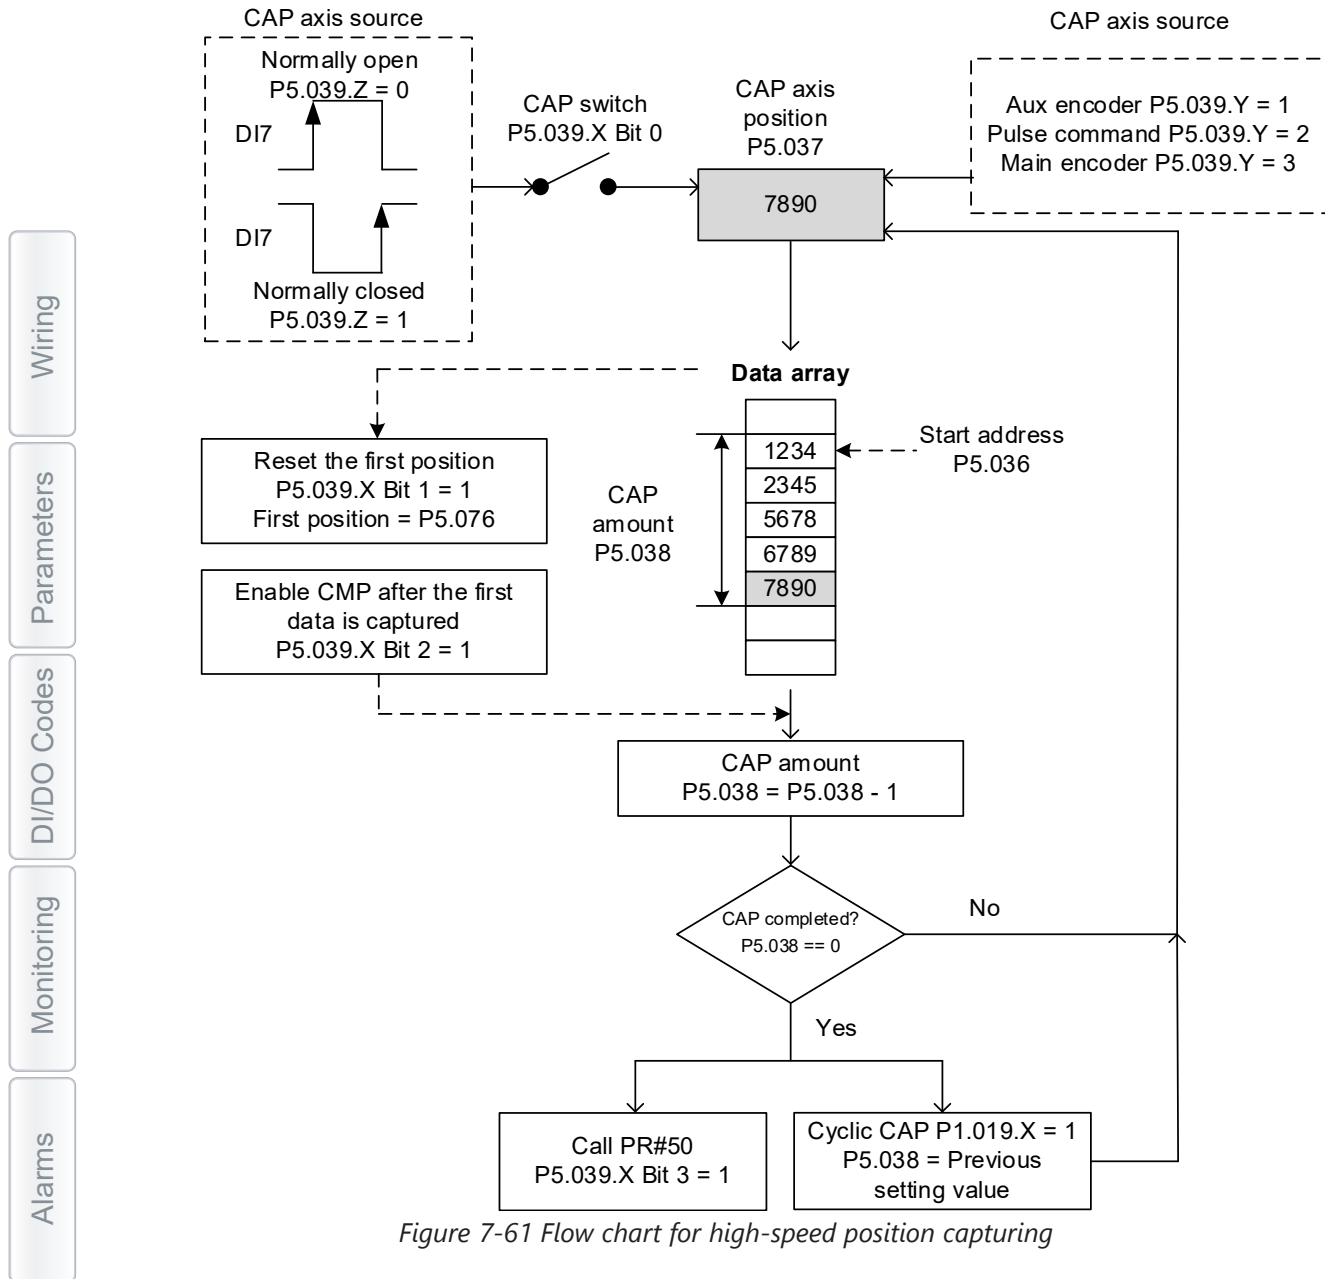 CAP axis source
Normally open
P5.039.Z = 0
DI7
DI7
Normally closed
P5.039.Z = 1
CAP switch
P5.039.X Bit 0
CAP axis
position
P5.037
7890
CAP axis source
Aux encoder P5.039.Y = 1
Pulse command P5.039.Y = 2
Main encoder P5.039.Y = 3
Wiring
Parameters
DI/DO Codes
Monitoring
Alarms
Data array
Reset the first position
P5.039.X Bit 1 = 1
First position = P5.076
Enable CMP after the first
data is captured
P5.039.X Bit 2 = 1
CAP
amount
P5.038
1234
2345
5678
6789
7890
Start address
P5.036
CAP amount
P5.038 = P5.038 - 1
CAP completed?
P5.038 == 0
No
Yes
Call PR#50
P5.039.X Bit 3 = 1
Cyclic CAP P1.019.X = 1
P5.038 = Previous
setting value
Figure 7-61 Flow chart for high-speed position capturing